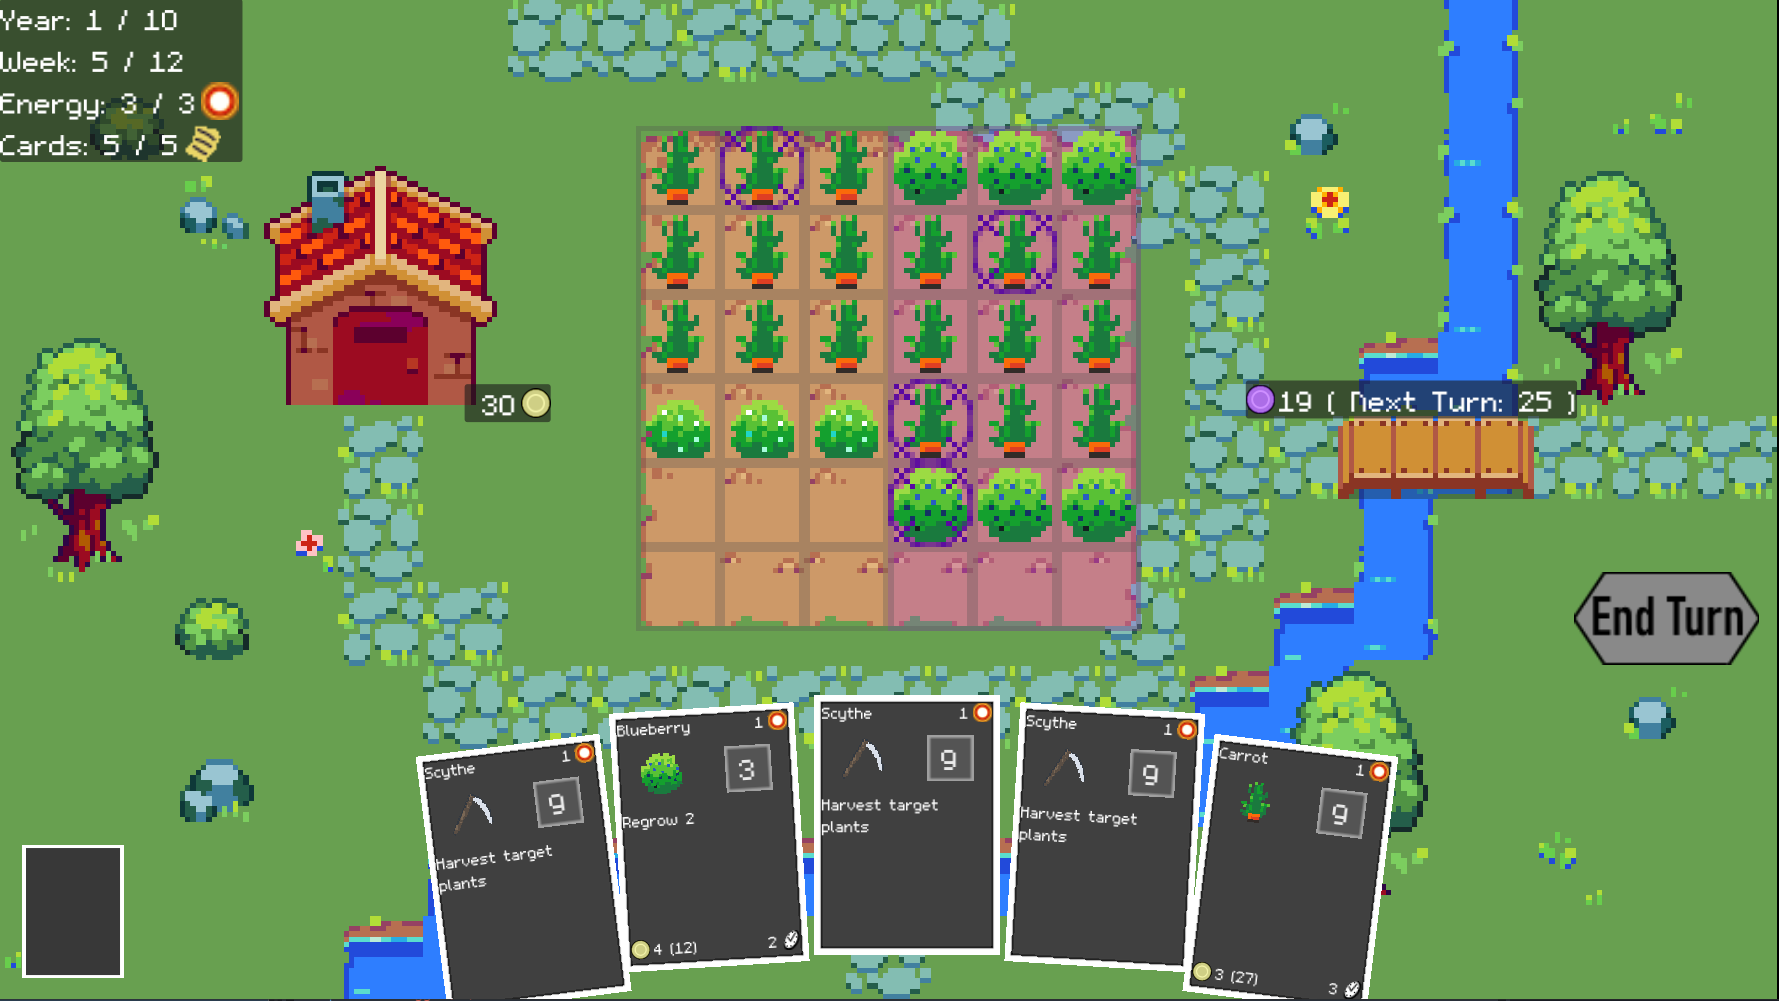 Year: 1 / 10
Week: 5 / 12
Energy: 3 / 3
Cards: 5 / 5
30
19 ( Next Turn: 25 )
End Turn
Scythe 1
9
Harvest target
plants
Blueberry 1
3
Regrow 2
4 (12) 2
Scythe 1
9
Harvest target
plants
Scythe 1
9
Harvest target
plants
Carrot 1
9
3 (27) 3